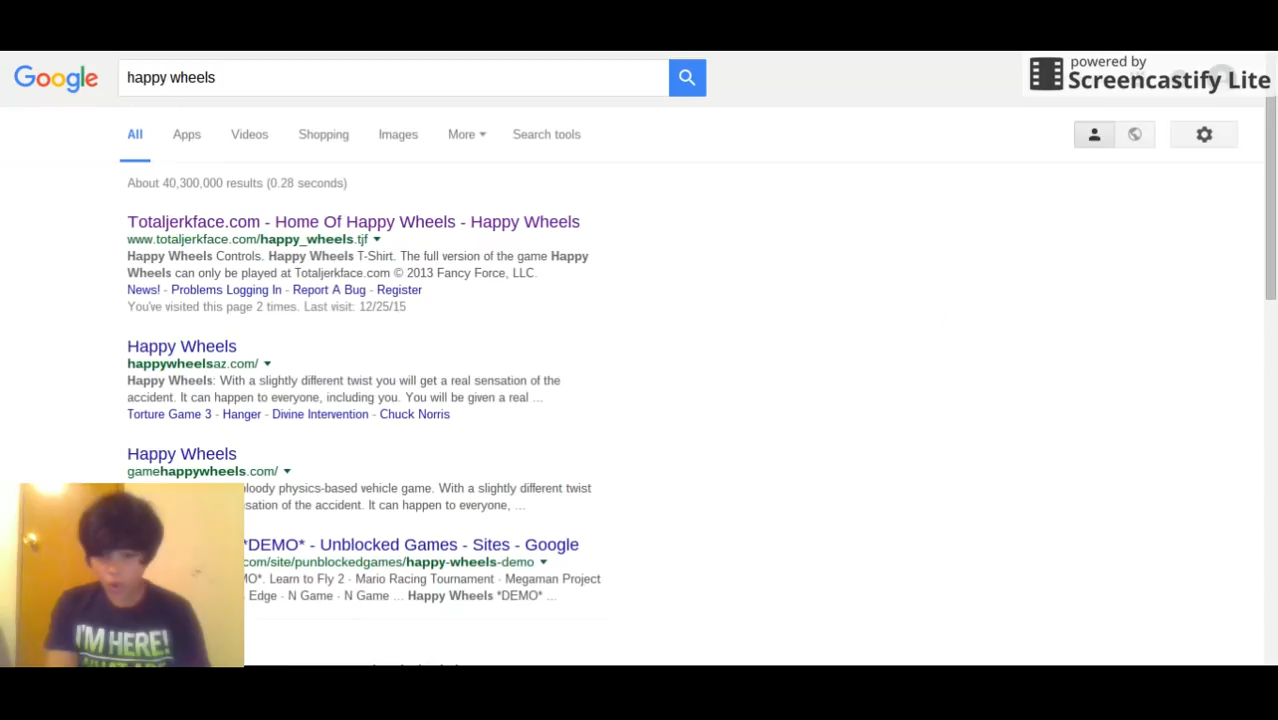 powered by
Screencastify Lite
Google
happy wheels
All Apps Videos Shopping Images More Search tools
About 40,300,000 results (0.28 seconds)
Totaljerkface.com - Home Of Happy Wheels - Happy Wheels
www.totaljerkface.com/happy_wheels.tjf
Happy Wheels Controls. Happy Wheels T-Shirt. The full version of the game Happy
Wheels can only be played at Totaljerkface.com © 2013 Fancy Force, LLC.
News! - Problems Logging In - Report A Bug - Register
You've visited this page 2 times. Last visit: 12/25/15
Happy Wheels
happywheelsaz.com/
Happy Wheels: With a slightly different twist you will get a real sensation of the
accident. It can happen to everyone, including you. You will be given a real ...
Torture Game 3 - Hanger - Divine Intervention - Chuck Norris
Happy Wheels
gamehappywheels.com/
physics-based vehicle game. With a slightly different twist
of the accident. It can happen to everyone, ...
*DEMO* - Unblocked Games - Sites - Google
com/site/punblockedgames/happy-wheels-demo
Learn to Fly 2 · Mario Racing Tournament · Megaman Project
Edge · N Game · N Game ... Happy Wheels *DEMO* ...
I'M HERE!